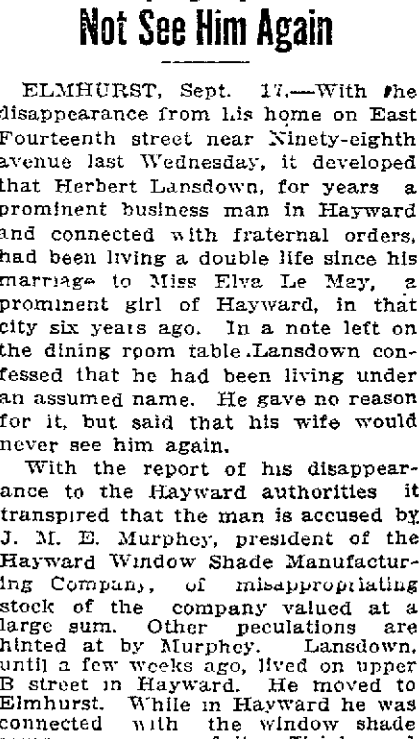 Not See Him Again
ELMHURST, Sept. 17.—With the
disappearance from his home on East
Fourteenth street near Ninety-eighth
avenue last Wednesday, it developed
that Herbert Lansdown, for years a
prominent business man in Hayward
and connected with fraternal orders,
had been living a double life since his
marriage to Miss Elva Le May, a
prominent girl of Hayward, in that
city six years ago. In a note left on
the dining room table.Lansdown con-
fessed that he had been living under
an assumed name. He gave no reason
for it, but said that his wife would
never see him again.
With the report of his disappear-
ance to the Hayward authorities it
transpired that the man is accused by
J. M. E. Murphey, president of the
Hayward Window Shade Manufactur-
ing Company, of misappropriating
stock of the company valued at a
large sum. Other peculations are
hinted at by Murphey. Lansdown,
until a few weeks ago, lived on upper
B street in Hayward. He moved to
Elmhurst. While in Hayward he was
connected with the window shade